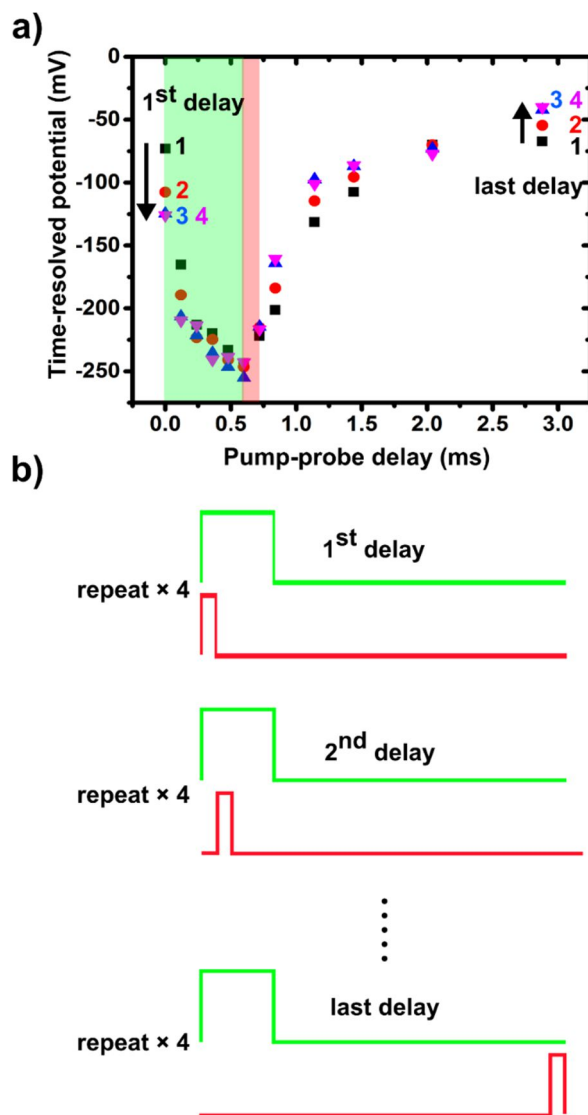 a)
Time-resolved potential (mV)
0
-50
-100
-150
-200
-250
1st delay
1
2
3 4
3 4
2
1
last delay
0.0 0.5 1.0 1.5 2.0 2.5 3.0
Pump-probe delay (ms)
b)
1st delay
repeat × 4
2nd delay
repeat × 4
last delay
repeat × 4